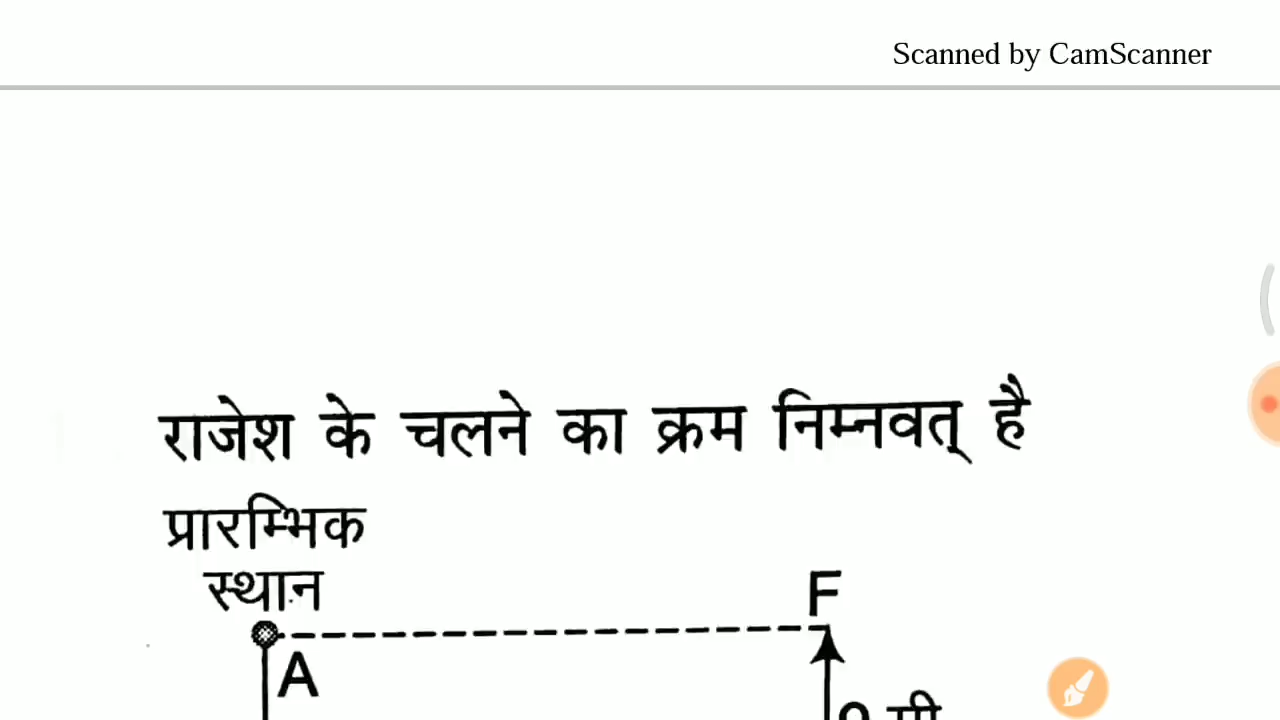 Scanned by CamScanner
राजेश के चलने का क्रम निम्नवत् है
प्रारम्भिक
स्थान
F
A